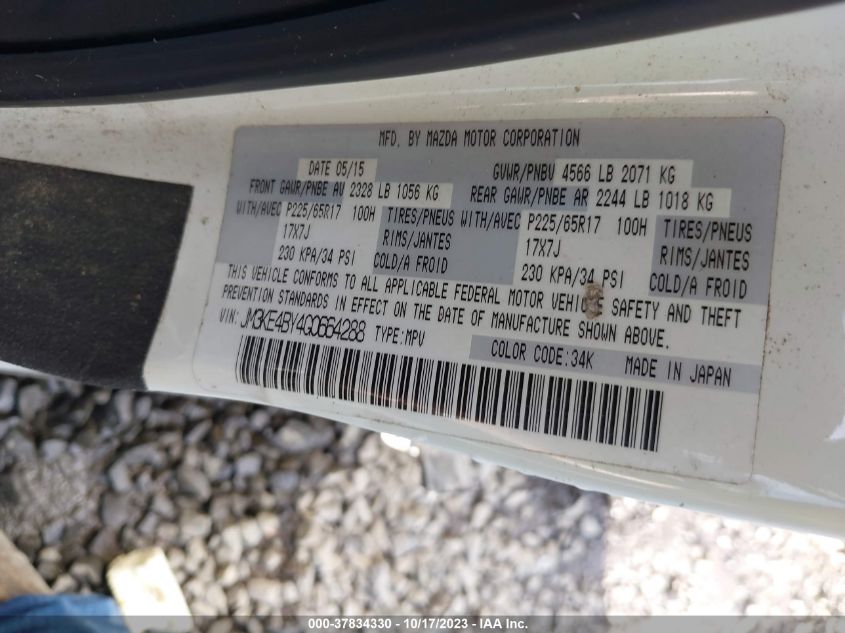 MFD. BY MAZDA MOTOR CORPORATION
DATE 05/15 GVWR/PNBV 4566 LB 2071 KG
FRONT GAWR/PNBE AV 2328 LB 1056 KG REAR GAWR/PNBE AR 2244 LB 1018 KG
WITH/AVEC P225/65R17 100H TIRES/PNEUS WITH/AVEC P225/65R17 100H TIRES/PNEUS
17X7J RIMS/JANTES 17X7J RIMS/JANTES
230 KPA/34 PSI COLD/A FROID 230 KPA/34 PSI COLD/A FROID
THIS VEHICLE CONFORMS TO ALL APPLICABLE FEDERAL MOTOR VEHICLE SAFETY AND THEFT
PREVENTION STANDARDS IN EFFECT ON THE DATE OF MANUFACTURE SHOWN ABOVE.
VIN: JM3KE4BY4G0664288 TYPE:MPV
COLOR CODE:34K MADE IN JAPAN
000-37834330 - 10/17/2023 - IAA Inc.